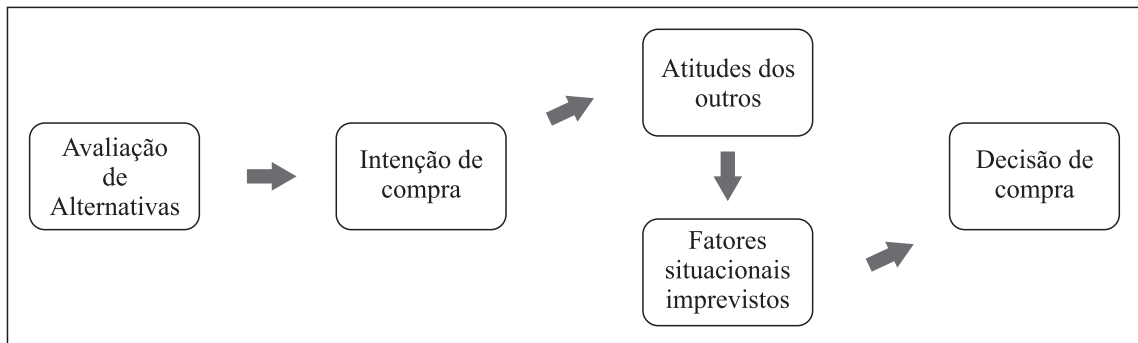 Avaliação
de
Alternativas
Intenção de
compra
Atitudes dos
outros
Fatores
situacionais
imprevistos
Decisão de
compra